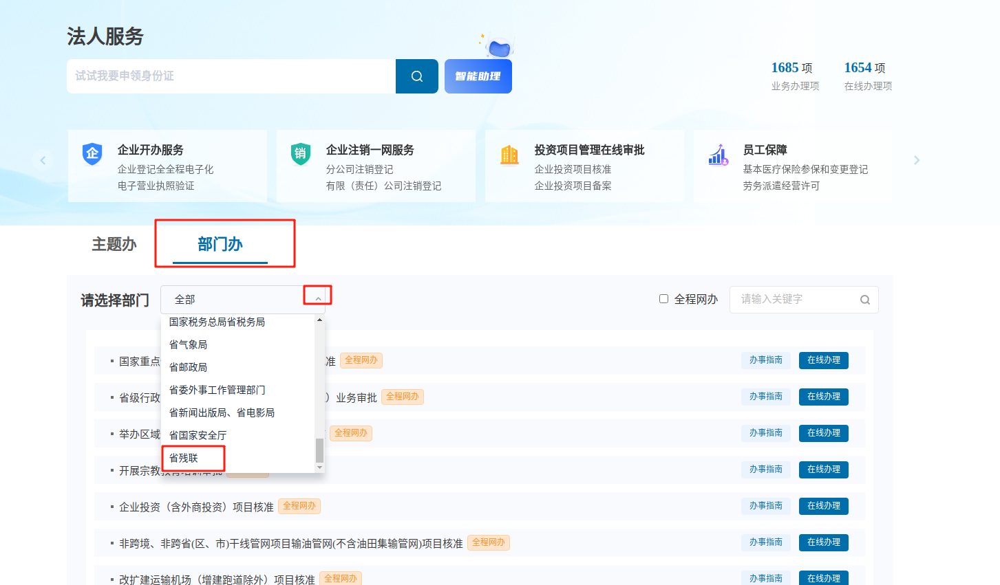 法人服务
试试我要申领身份证
智能助理
1685 项
业务办理项
1654 项
在线办理项
企
企业开办服务
企业登记全全程电子化
电子营业执照验证
销
企业注销一网服务
分公司注销登记
有限（责任）公司注销登记
投资项目管理在线审批
企业投资项目核准
企业投资项目备案
员工保障
基本医疗保险参保和变更登记
劳务派遣经营许可
主题办
部门办
请选择部门
全部
全程网办
请输入关键字
国家税务总局省税务局
省气象局
省邮政局
省委外事工作管理部门
省新闻出版局、省电影局
省国家安全厅
省残联
国家重点
准 全程网办 办事指南 在线办理
省级行政
）业务审批 全程网办 办事指南 在线办理
举办区域
全程网办 办事指南 在线办理
开展宗教
办事指南 在线办理
企业投资（含外商投资）项目核准 全程网办 办事指南 在线办理
非跨境、非跨省(区、市)干线管网项目输油管网(不含油田集输管网)项目核准 全程网办 办事指南 在线办理
改扩建运输机场（增建跑道除外）项目核准 全程网办 办事指南 在线办理